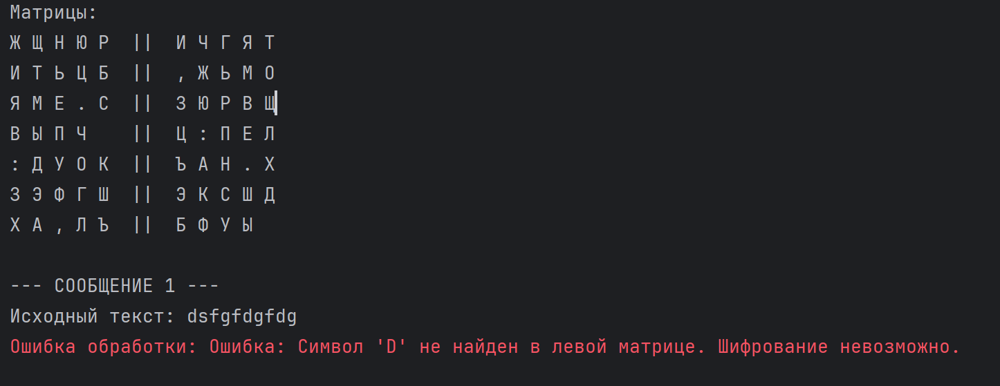 Матрицы:
Ж Щ Н Ю Р  ||  И Ч Г Я Т
И Т Ь Ц Б  ||  , Ж Ь М О
Я М Е . С  ||  З Ю Р В Щ
В Ы П Ч    ||  Ц : П Е Л
: Д У О К  ||  Ъ А Н . Х
З Э Ф Г Ш  ||  Э К С Ш Д
Х А , Л Ъ  ||  Б Ф У Ы
--- СООБЩЕНИЕ 1 ---
Исходный текст: dsfgfdgfdg
Ошибка обработки: Ошибка: Символ 'D' не найден в левой матрице. Шифрование невозможно.